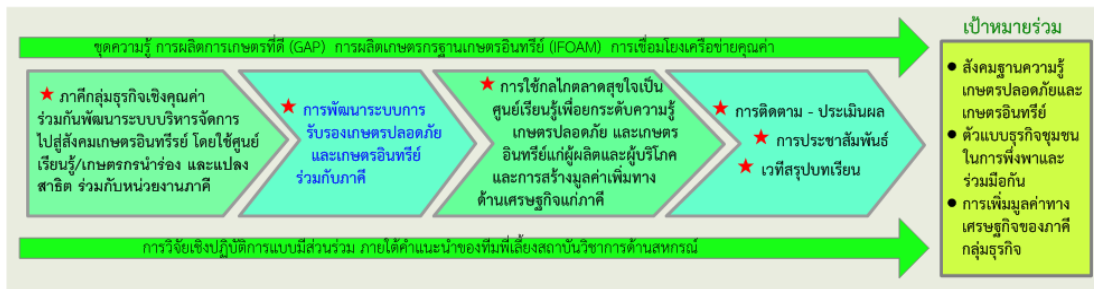 ชุดความรู้ การผลิตการเกษตรที่ดี (GAP) การผลิตเกษตรกรฐานเกษตรอินทรีย์ (IFOAM) การเชื่อมโยงเครือข่ายคุณค่า
ภาคีกลุ่มธุรกิจเชิงคุณค่า
ร่วมกันพัฒนาระบบบริหารจัดการ
ไปสู่สังคมเกษตรอินทรีรย์ โดยใช้ศูนย์
เรียนรู้/เกษตรกรนำร่อง และแปลง
สาธิต ร่วมกับหน่วยงานภาคี
การพัฒนาระบบการ
รับรองเกษตรปลอดภัย
และเกษตรอินทรีย์
ร่วมกับภาคี
การใช้กลไกตลาดสุขใจเป็น
ศูนย์เรียนรู้เพื่อยกระดับความรู้
เกษตรปลอดภัย และเกษตร
อินทรีย์แก่ผู้ผลิตและผู้บริโภค
และการสร้างมูลค่าเพิ่มทาง
ด้านเศรษฐกิจแก่ภาคี
การติดตาม - ประเมินผล
การประชาสัมพันธ์
เวทีสรุปบทเรียน
การวิจัยเชิงปฏิบัติการแบบมีส่วนร่วม ภายใต้คำแนะนำของทีมพี่เลี้ยงสถาบันวิชาการด้านสหกรณ์
เป้าหมายร่วม
● สังคมฐานความรู้
เกษตรปลอดภัยและ
เกษตรอินทรีย์
● ตัวแบบธุรกิจชุมชน
ในการพึ่งพาและ
ร่วมมือกัน
● การเพิ่มมูลค่าทาง
เศรษฐกิจของภาคี
กลุ่มธุรกิจ